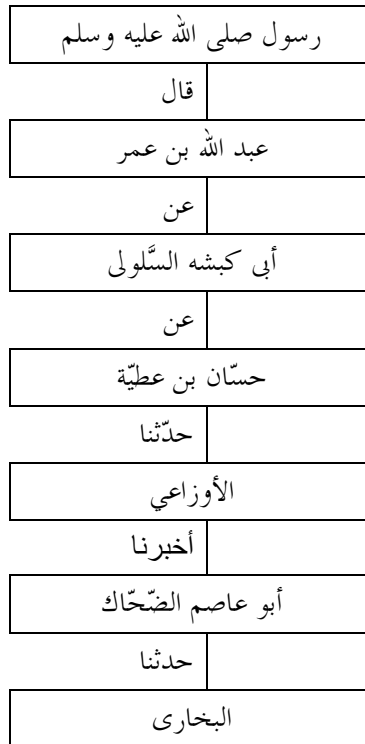 رسول صلى الله عليه وسلم
قال
عبد الله بن عمر
عن
أبى كبشه السَّلولى
عن
حسّان بن عطيّة
حدّثنا
الأوزاعي
أخبرنا
أبو عاصم الضّحّاك
حدثنا
البخارى